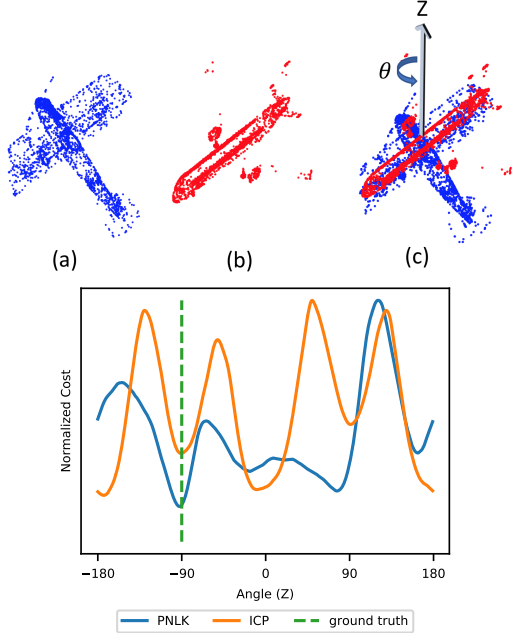 Z
θ
(a)
(b)
(c)
Normalized Cost
−180
−90
0
90
180
Angle (Z)
PNLK
ICP
ground truth